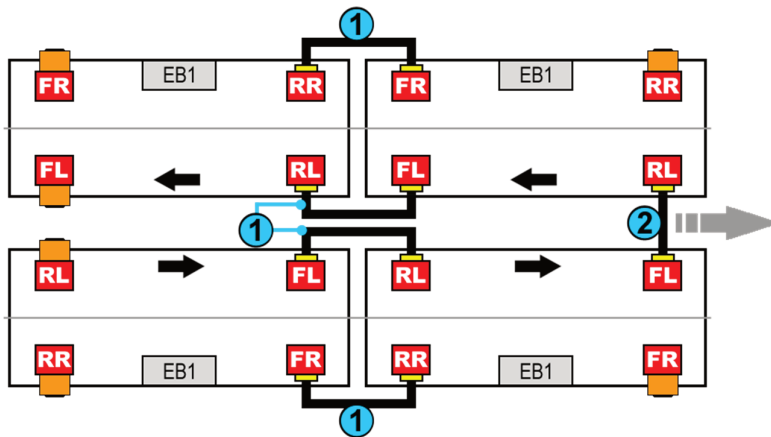 1
EB1 EB1
FR RR FR RR
FL RL FL RL
1 2
RL FL RL FL
RR FR RR FR
EB1 EB1
1